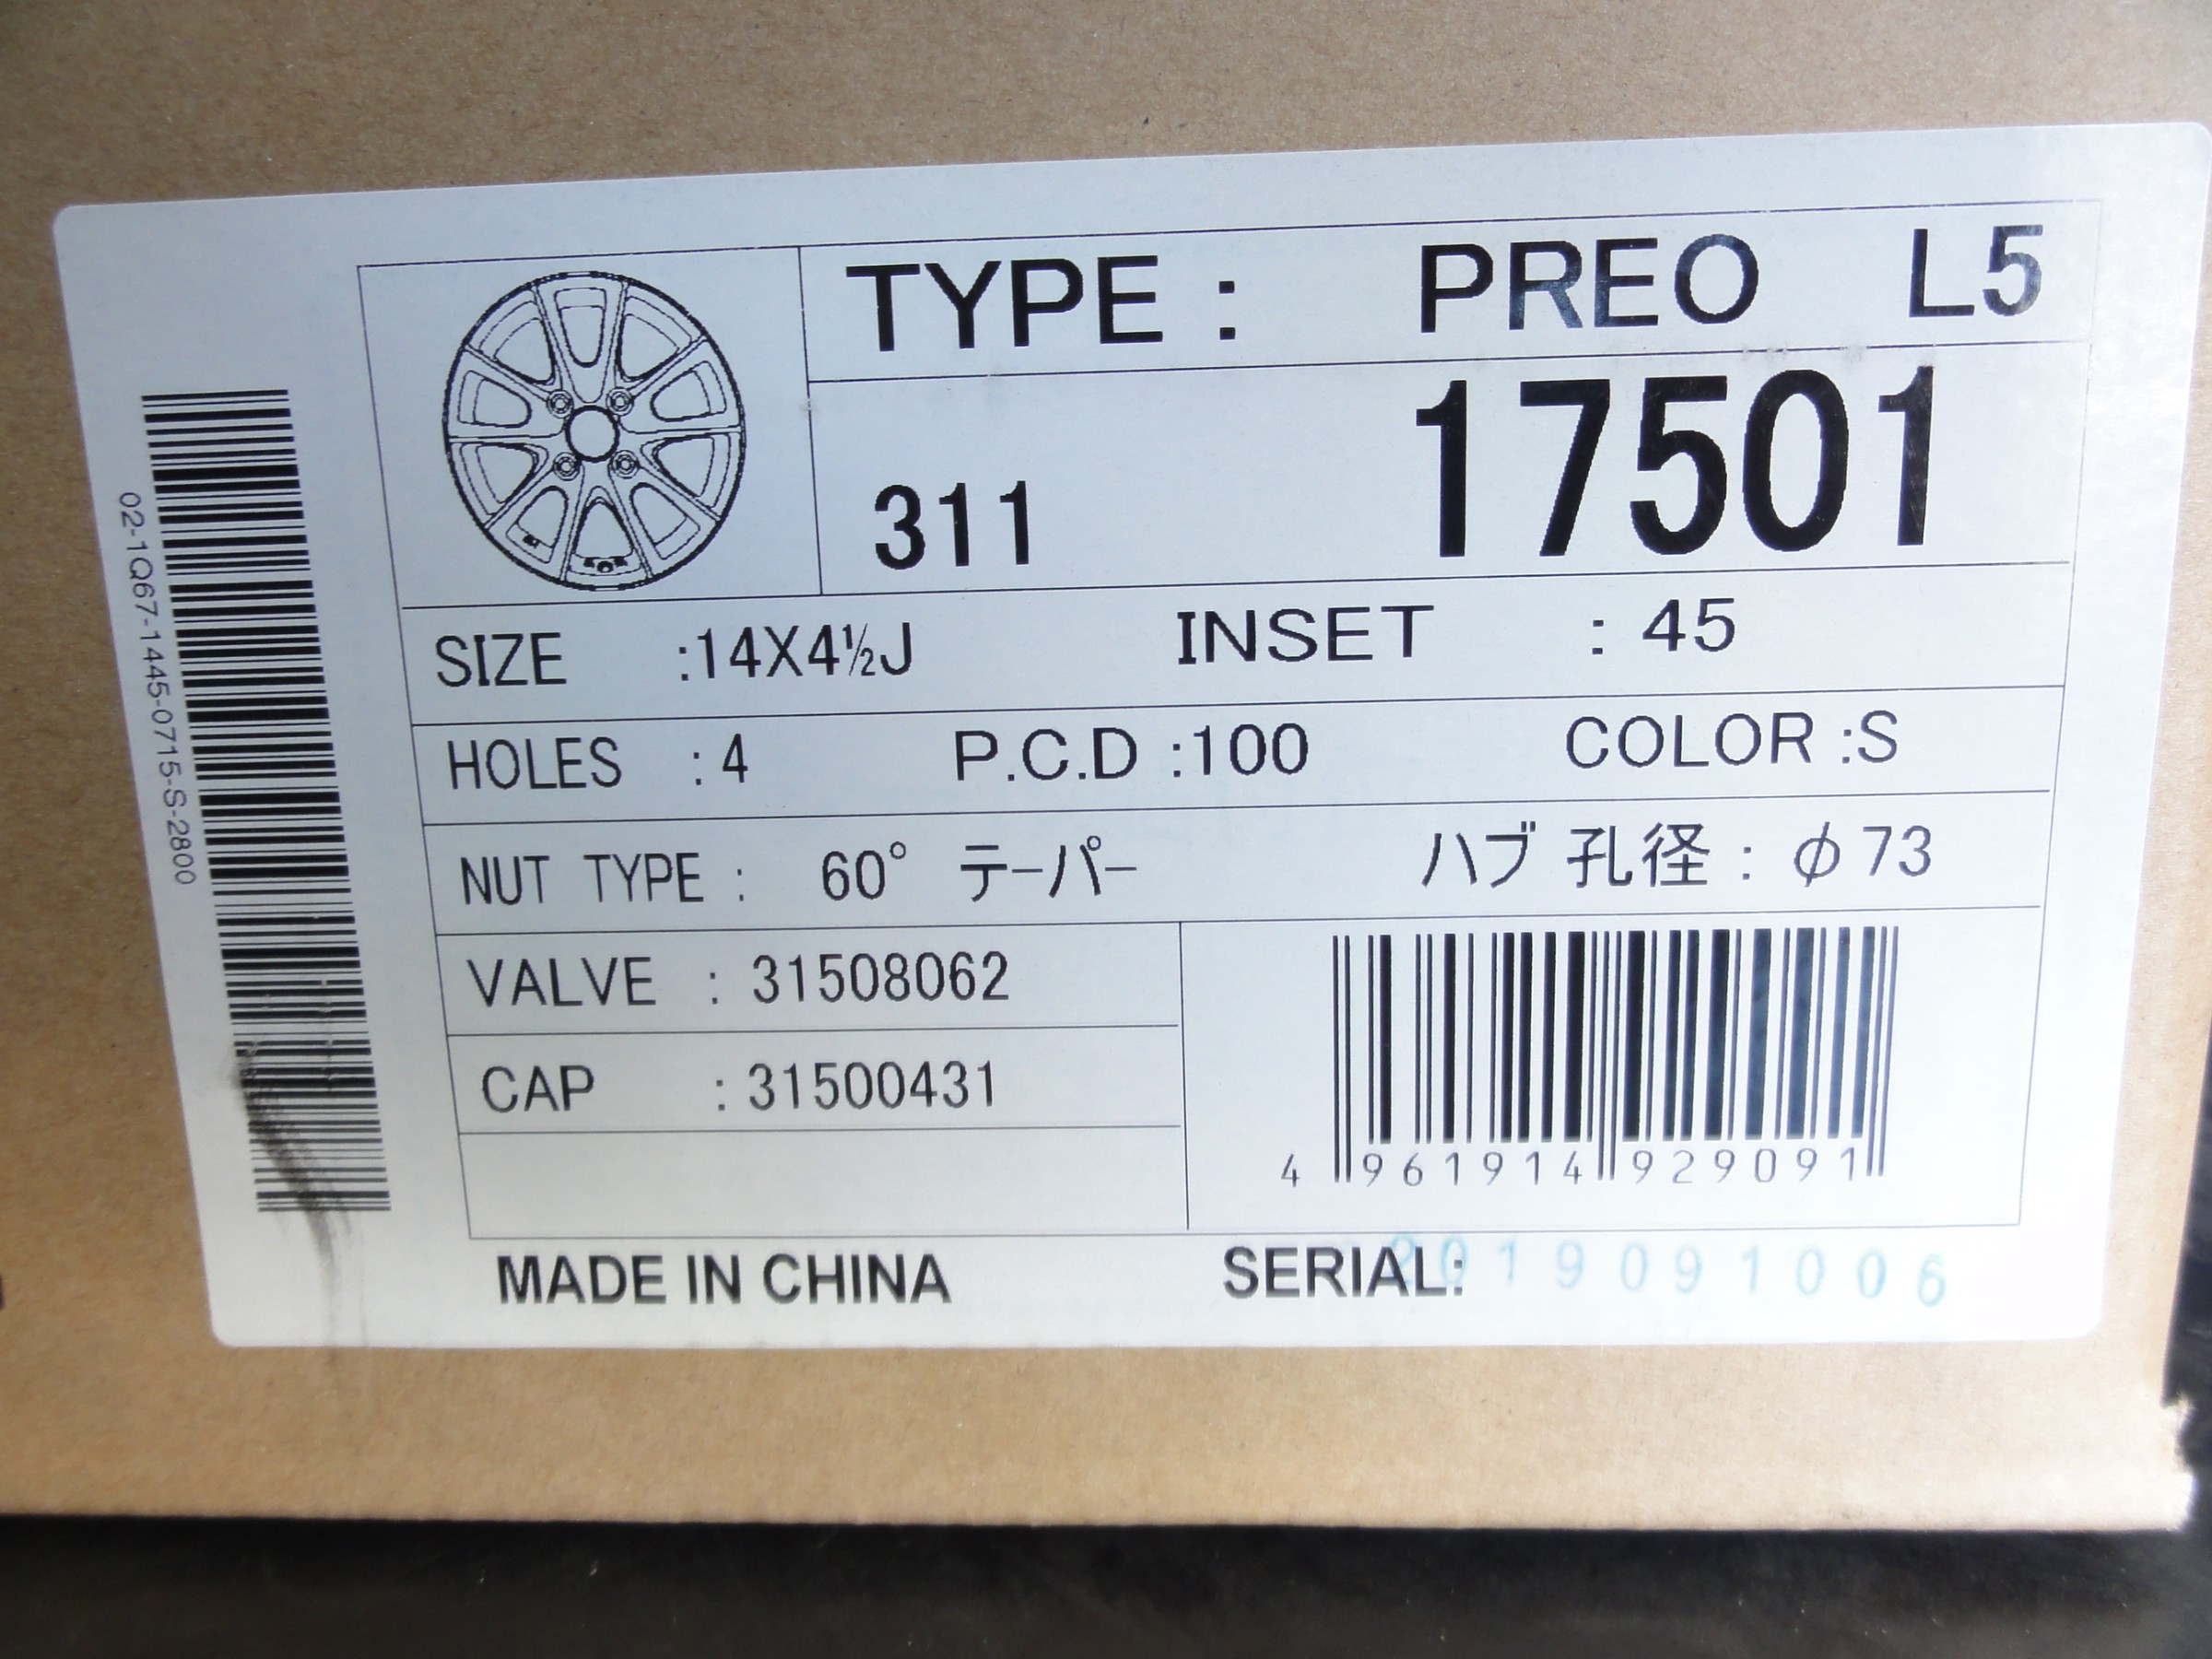 TYPE : PREO L5
311 17501
SIZE :14X4½J INSET : 45
HOLES : 4 P.C.D :100 COLOR :S
NUT TYPE : 60° テーパー ハブ 孔径 : φ73
VALVE : 31508062
CAP : 31500431
4 961914 929091
MADE IN CHINA SERIAL: 2019091006
02-1Q67-1445-0715-S-2800